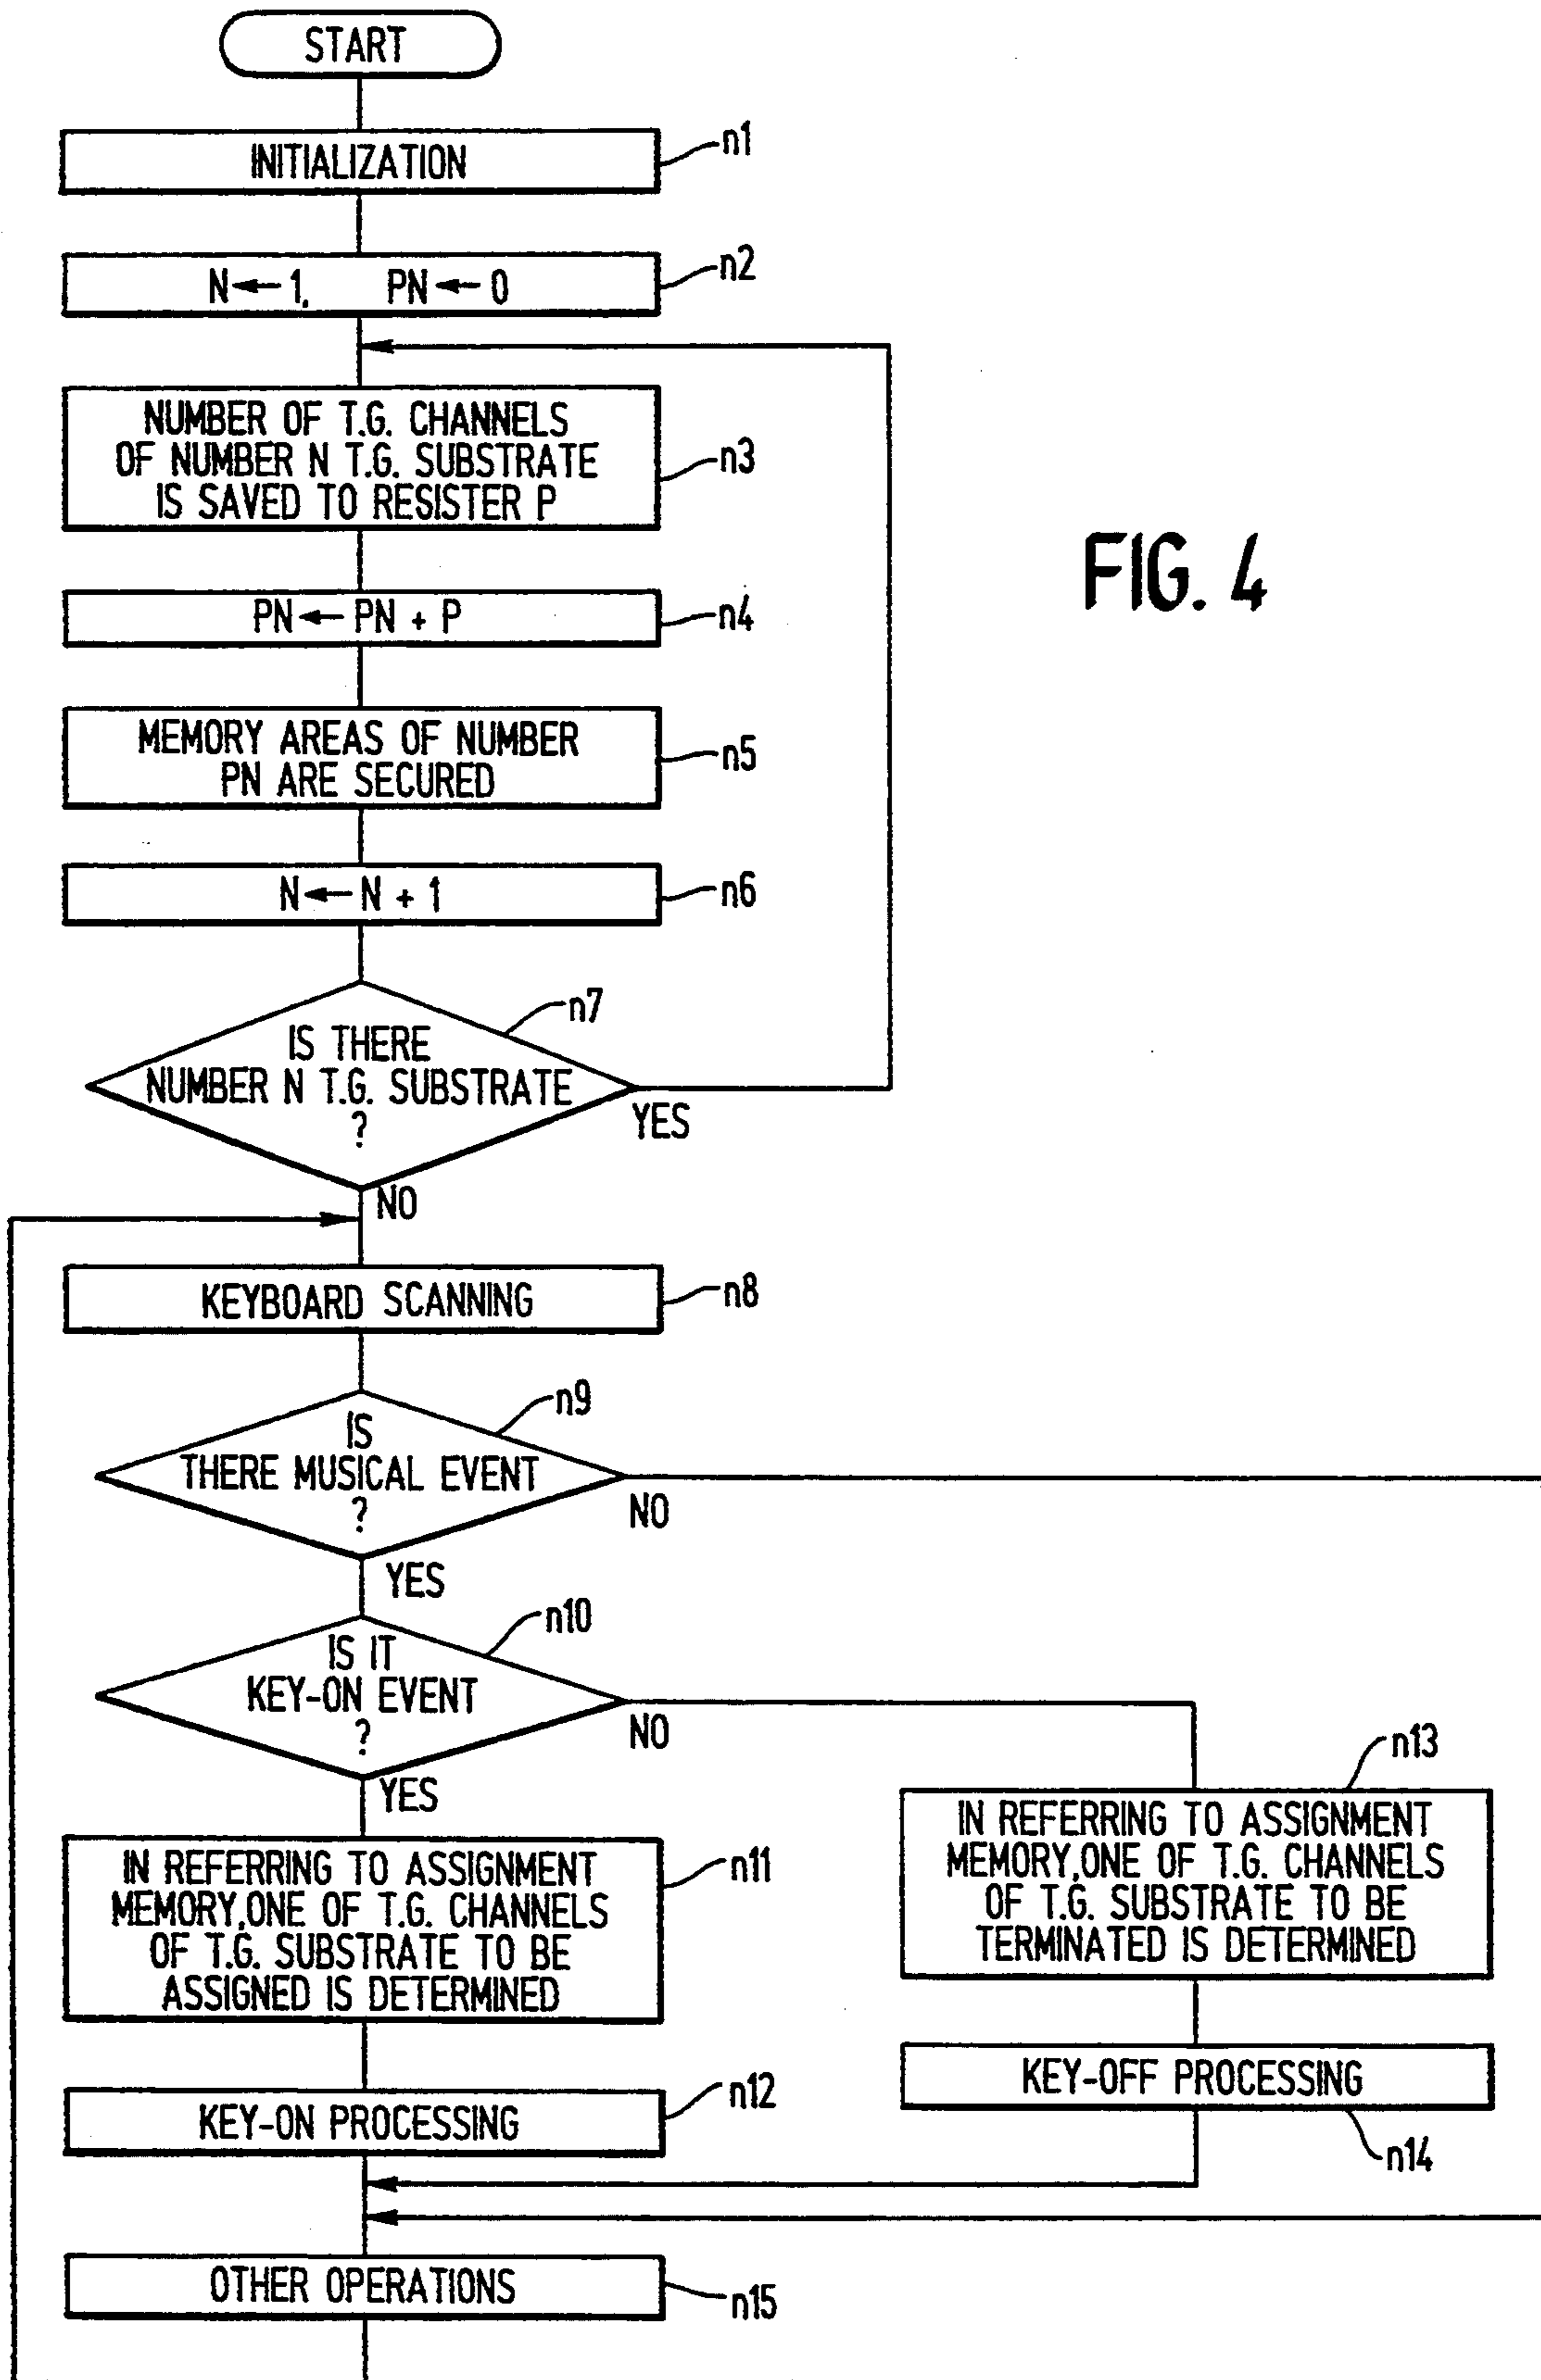 START
INITIALIZATION
n1
N←1,    PN←0
n2
NUMBER OF T.G. CHANNELS
OF NUMBER N T.G. SUBSTRATE
IS SAVED TO RESISTER P
n3
FIG. 4
PN←PN + P
n4
MEMORY AREAS OF NUMBER
PN ARE SECURED
n5
N←N + 1
n6
n7
IS THERE
NUMBER N T.G. SUBSTRATE
?
YES
NO
KEYBOARD SCANNING
n8
n9
IS
THERE MUSICAL EVENT
?
NO
YES
n10
IS IT
KEY-ON EVENT
?
NO
YES
n11
IN REFERRING TO ASSIGNMENT
MEMORY,ONE OF T.G. CHANNELS
OF T.G. SUBSTRATE TO BE
ASSIGNED IS DETERMINED
n13
IN REFERRING TO ASSIGNMENT
MEMORY,ONE OF T.G. CHANNELS
OF T.G. SUBSTRATE TO BE
TERMINATED IS DETERMINED
KEY-ON PROCESSING
n12
KEY-OFF PROCESSING
n14
OTHER OPERATIONS
n15